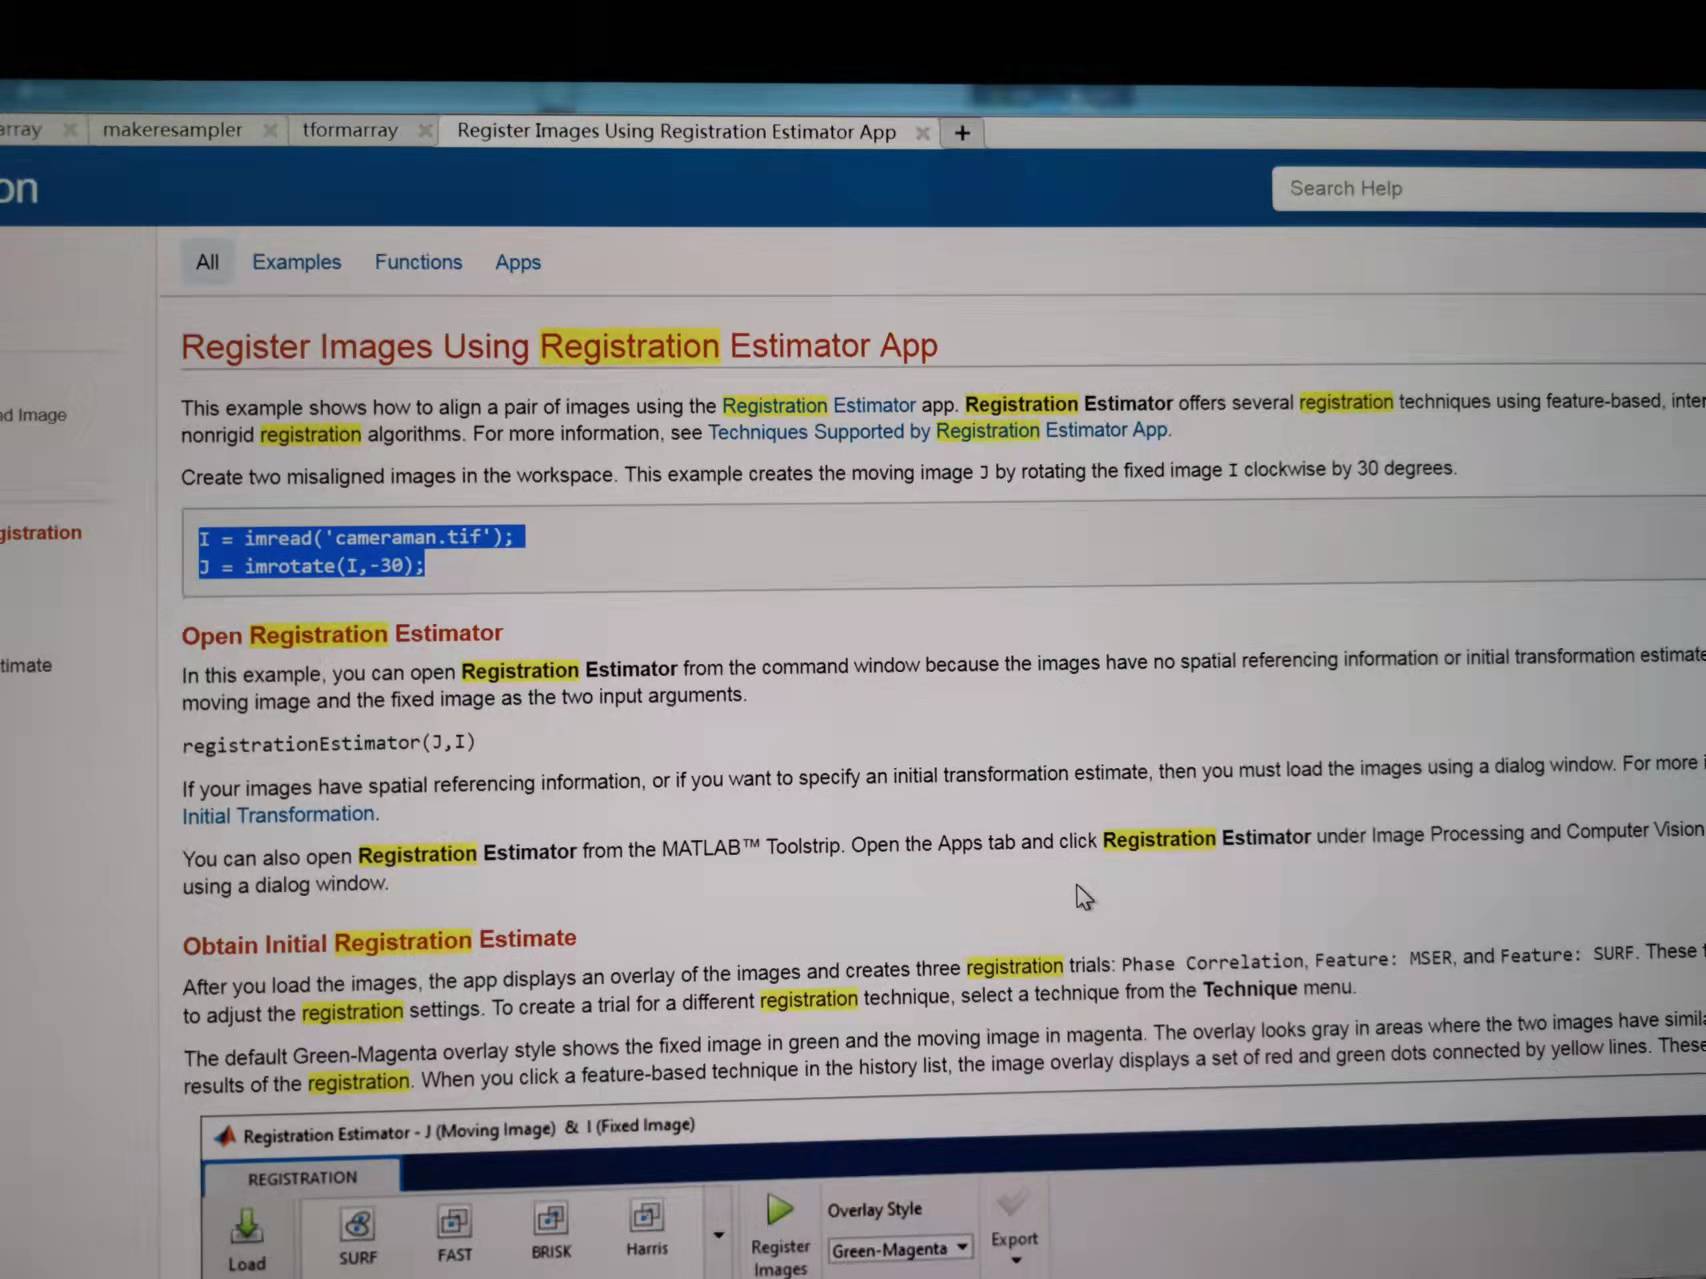 array makeresampler tformarray Register Images Using Registration Estimator App +
on Search Help
All Examples Functions Apps
Register Images Using Registration Estimator App
This example shows how to align a pair of images using the Registration Estimator app. Registration Estimator offers several registration techniques using feature-based, inter
nd Image
nonrigid registration algorithms. For more information, see Techniques Supported by Registration Estimator App.
Create two misaligned images in the workspace. This example creates the moving image J by rotating the fixed image I clockwise by 30 degrees.
gistration
I = imread('cameraman.tif');
J = imrotate(I,-30);
Open Registration Estimator
timate
In this example, you can open Registration Estimator from the command window because the images have no spatial referencing information or initial transformation estimate
moving image and the fixed image as the two input arguments.
registrationEstimator(J,I)
If your images have spatial referencing information, or if you want to specify an initial transformation estimate, then you must load the images using a dialog window. For more i
Initial Transformation.
You can also open Registration Estimator from the MATLAB™ Toolstrip. Open the Apps tab and click Registration Estimator under Image Processing and Computer Vision
using a dialog window.
Obtain Initial Registration Estimate
After you load the images, the app displays an overlay of the images and creates three registration trials: Phase Correlation, Feature: MSER, and Feature: SURF. These t
to adjust the registration settings. To create a trial for a different registration technique, select a technique from the Technique menu.
The default Green-Magenta overlay style shows the fixed image in green and the moving image in magenta. The overlay looks gray in areas where the two images have simila
results of the registration. When you click a feature-based technique in the history list, the image overlay displays a set of red and green dots connected by yellow lines. These
Registration Estimator - J (Moving Image) & I (Fixed Image)
REGISTRATION
Load SURF FAST BRISK Harris Register Images Overlay Style Green-Magenta Export